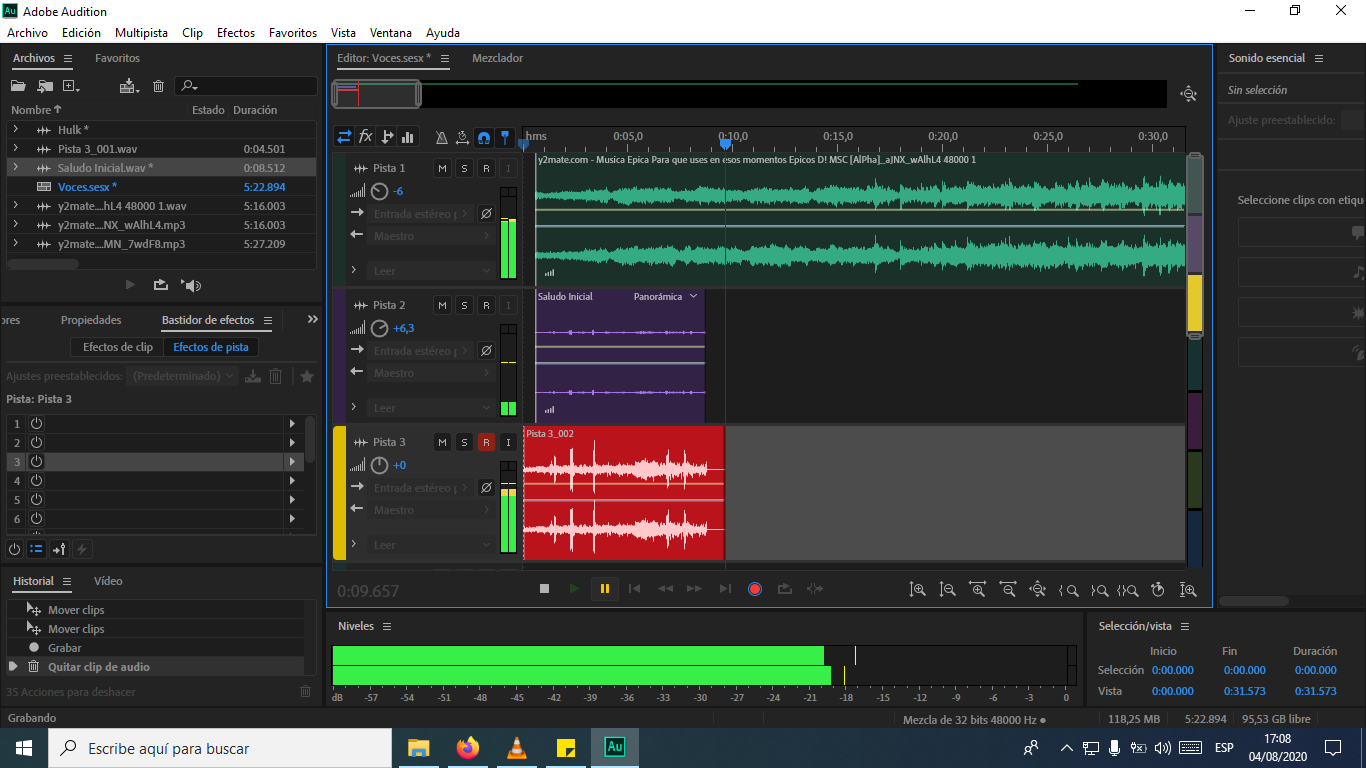 Au Adobe Audition
Archivo Edición Multipista Clip Efectos Favoritos Vista Ventana Ayuda
Archivos Favoritos
Nombre Estado Duración
Hulk *
Pista 3_001.wav 0:04.501
Saludo Inicial.wav * 0:08.512
Voces.sesx * 5:22.894
y2mate...hL4 48000 1.wav 5:16.003
y2mate...NX_wAlhL4.mp3 5:16.003
y2mate...MN_7wdF8.mp3 5:27.209
ores Propiedades Bastidor de efectos
Efectos de clip Efectos de pista
Ajustes preestablecidos: (Predeterminado)
Pista: Pista 3
1
2
3
4
5
6
Historial Vídeo
Mover clips
Mover clips
Grabar
Quitar clip de audio
35 Acciones para deshacer
Grabando
Editor: Voces.sesx * Mezclador
fx
hms 0:05,0 0:10,0 0:15,0 0:20,0 0:25,0 0:30,0
Pista 1 M S R I
-6
Entrada estéreo p
Maestro
Leer
y2mate.com - Musica Epica Para que uses en esos momentos Epicos D! MSC [AlPha]_aJNX_wAlhL4 48000 1
Pista 2 M S R I
+6,3
Entrada estéreo p
Maestro
Leer
Saludo Inicial Panorámica
Pista 3 M S R I
+0
Entrada estéreo p
Maestro
Leer
Pista 3_002
0:09.657
Niveles
dB -57 -54 -51 -48 -45 -42 -39 -36 -33 -30 -27 -24 -21 -18 -15 -12 -9 -6 -3 0
Sonido esencial
Sin selección
Ajuste preestablecido:
Seleccione clips con etique
Selección/vista
Inicio Fin Duración
Selección 0:00.000 0:00.000 0:00.000
Vista 0:00.000 0:31.573 0:31.573
Mezcla de 32 bits 48000 Hz ● 118,25 MB 5:22.894 95,53 GB libre
Escribe aquí para buscar
Au
ESP
17:08
04/08/2020